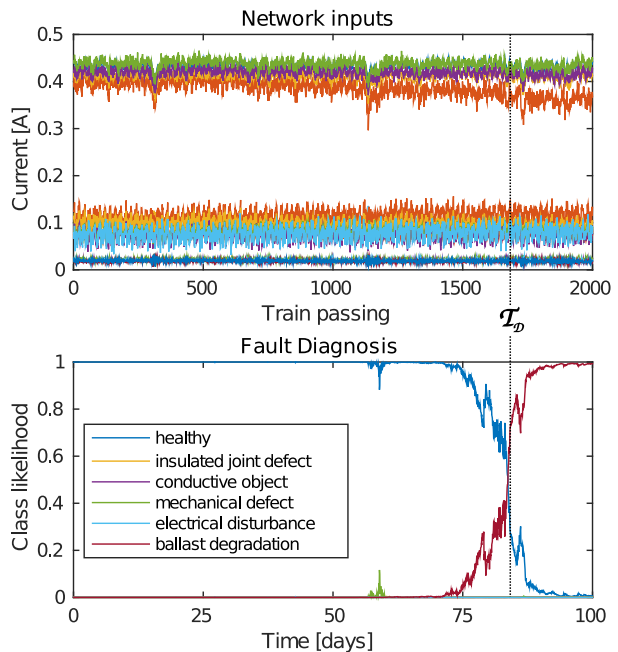 Network inputs
0.5
0.4
0.3
0.2
0.1
0
Current [A]
0
500
1000
1500
2000
Train passing
𝒯𝒟
Fault Diagnosis
1
0.8
0.6
0.4
0.2
0
Class likelihood
healthy
insulated joint defect
conductive object
mechanical defect
electrical disturbance
ballast degradation
0
25
50
75
100
Time [days]